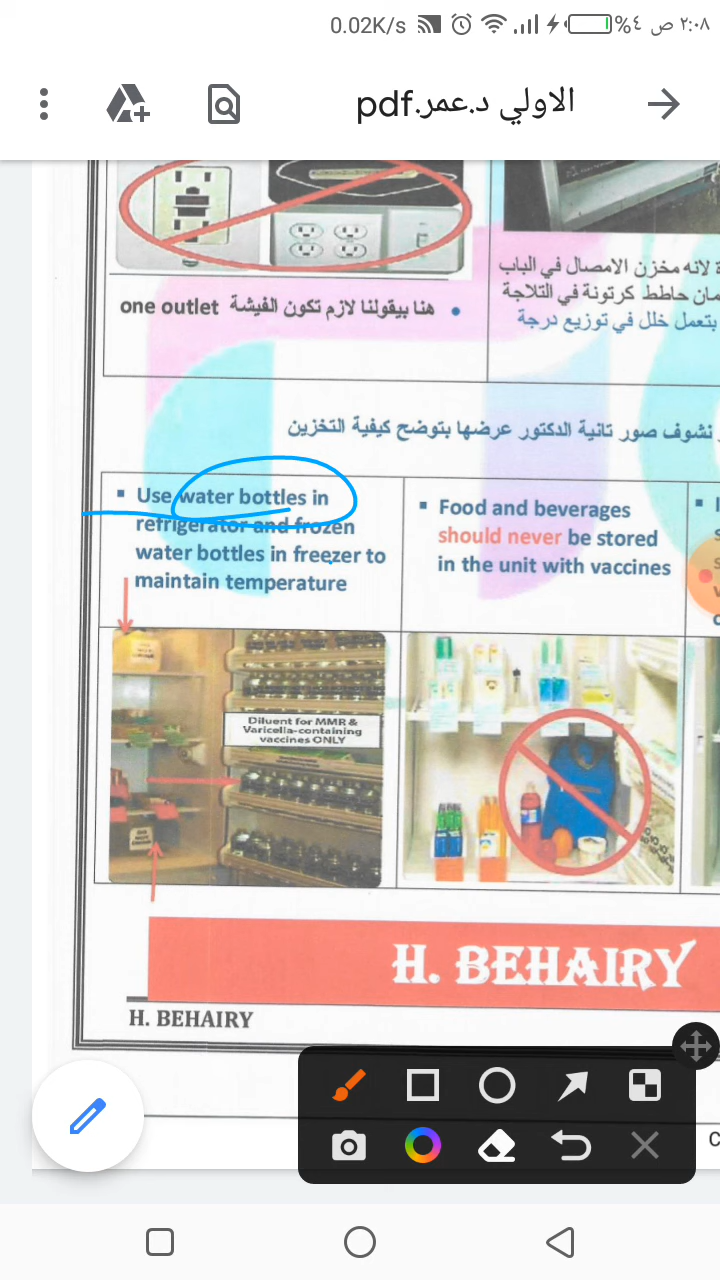 0.02K/s %٤ ٢:٠٨ ص
الاولي د.عمر.pdf
ة لانه مخزن الامصال في الباب
مان حاطط كرتونة في التلاجة
بتعمل خلل في توزيع درجة
هنا بيقولنا لازم تكون الفيشة one outlet
نشوف صور تانية الدكتور عرضها بتوضح كيفية التخزين
▪ Use water bottles in
refrigerator and frozen
water bottles in freezer to
maintain temperature
▪ Food and beverages
should never be stored
in the unit with vaccines
Diluent for MMR &
Varicella-containing
vaccines ONLY
H. BEHAIRY
H. BEHAIRY